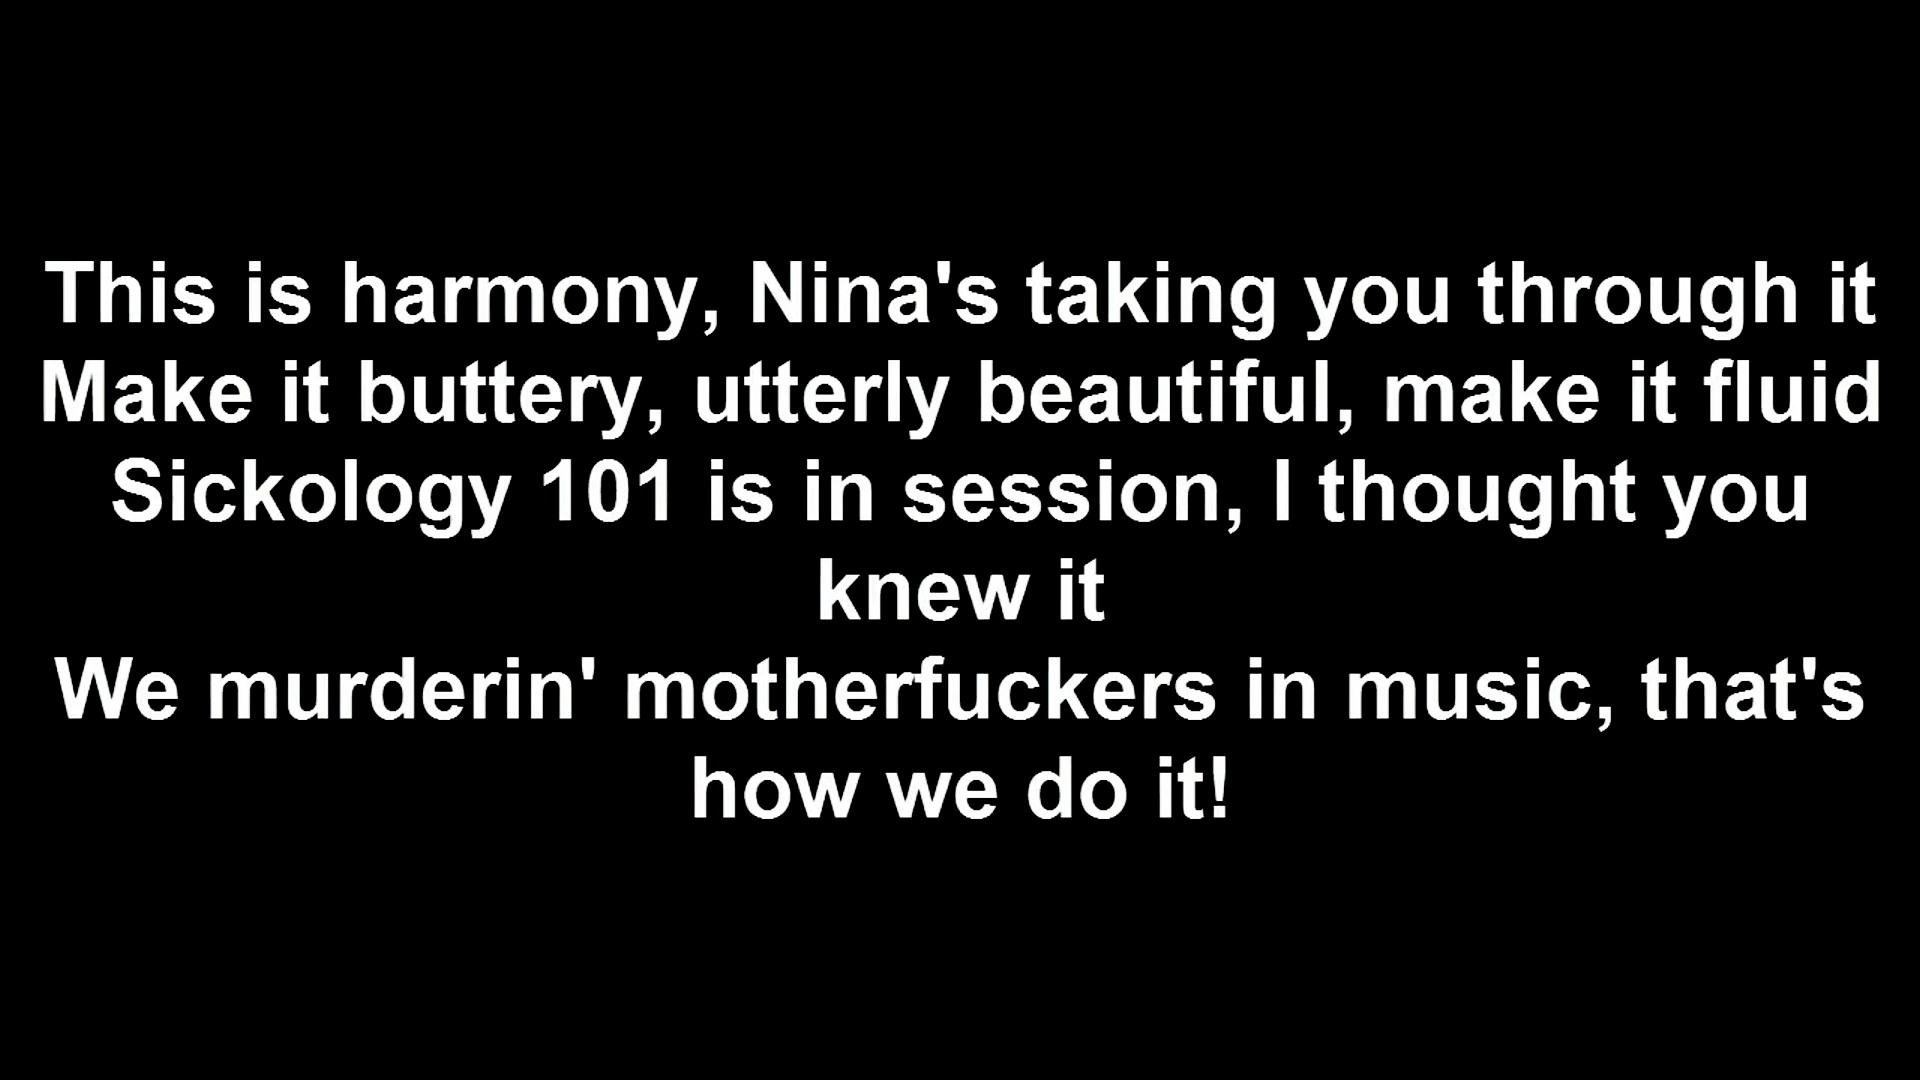 This is harmony, Nina's taking you through it
Make it buttery, utterly beautiful, make it fluid
Sickology 101 is in session, I thought you
knew it
We murderin' motherfuckers in music, that's
how we do it!